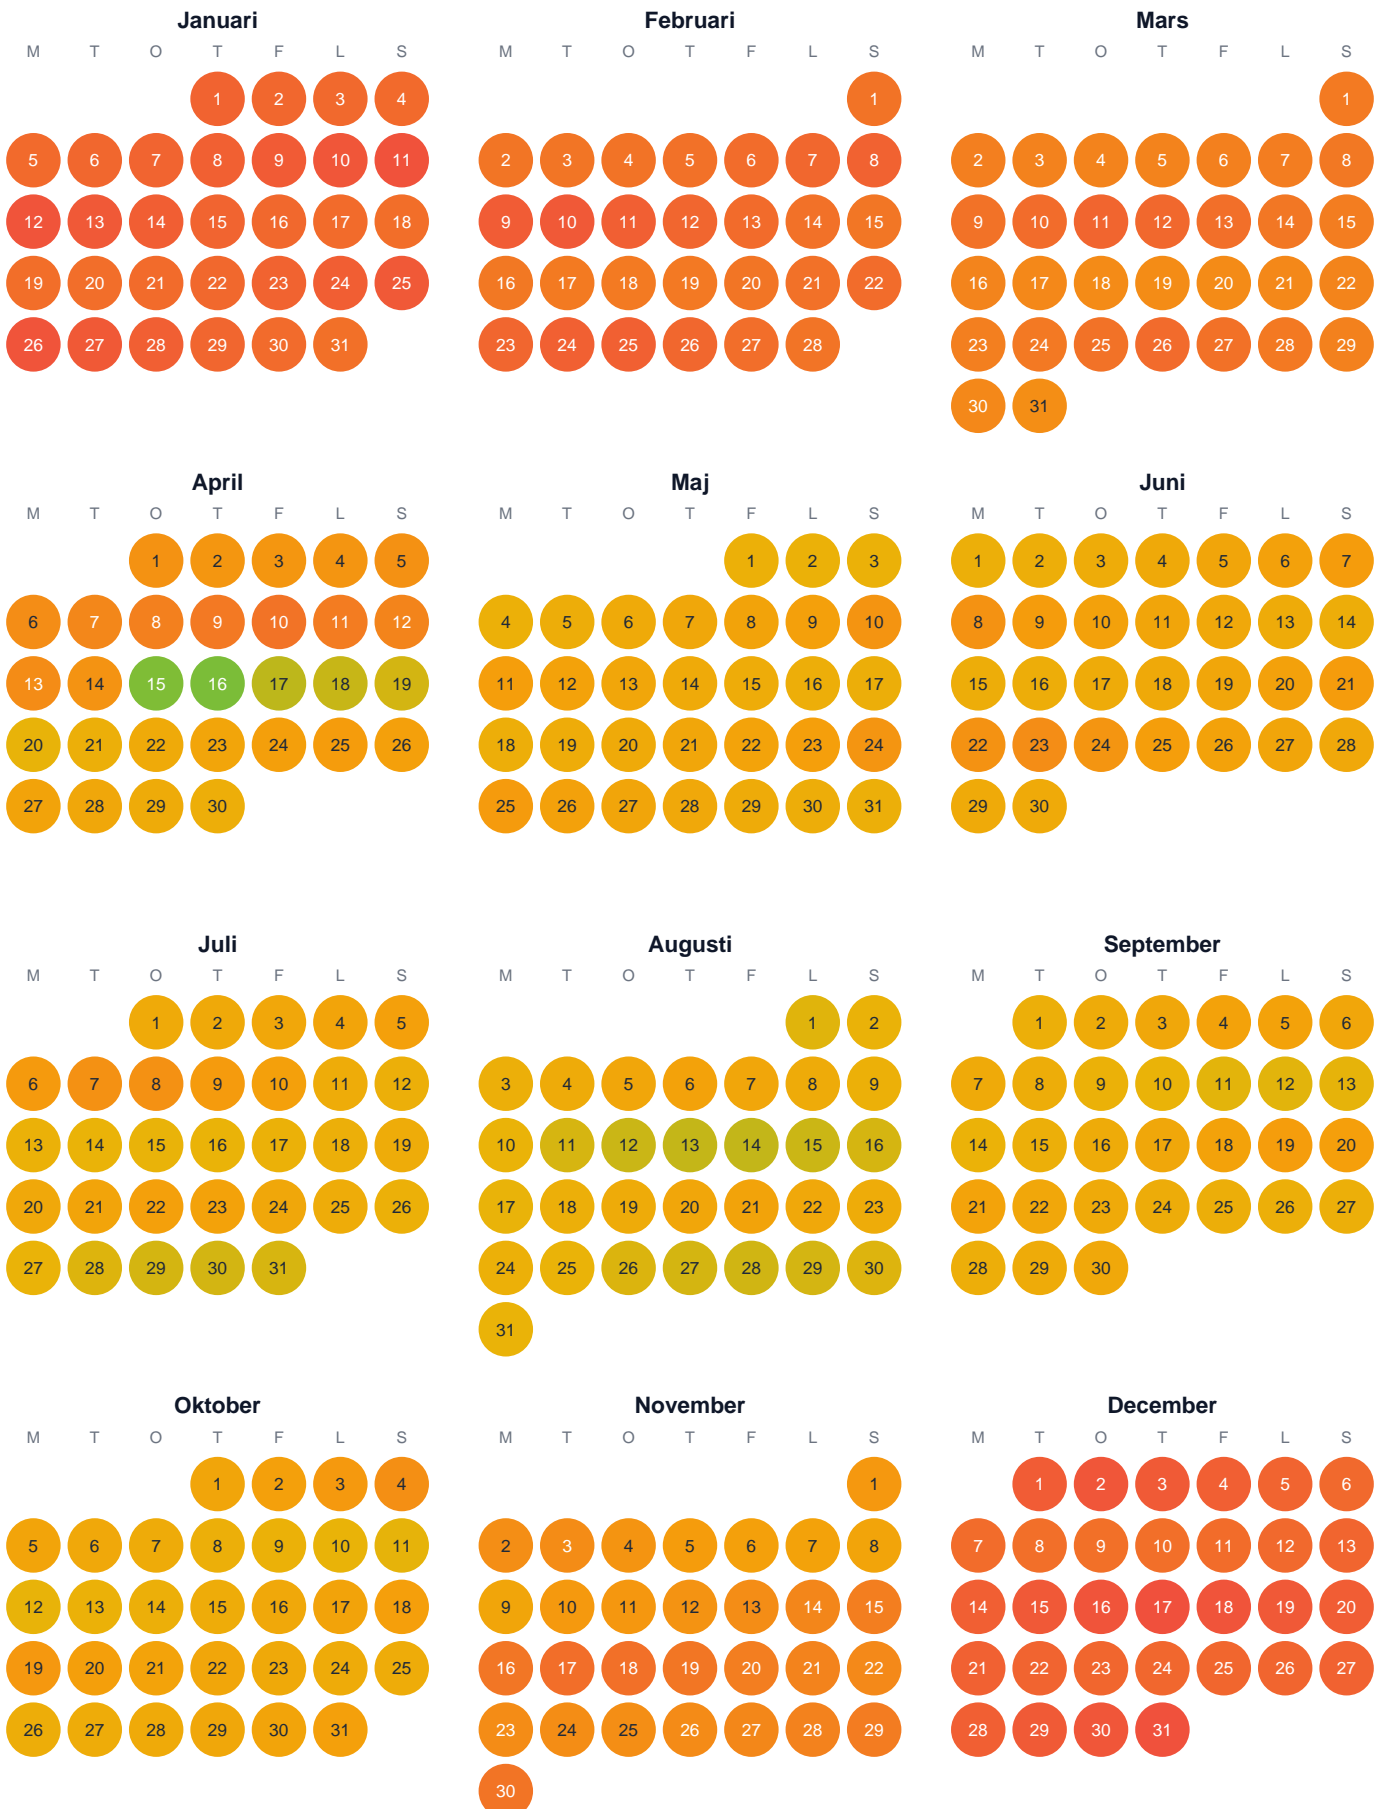 Januari Februari Mars
M T O T F L S M T O T F L S M T O T F L S
1 2 3 4 1 1
5 6 7 8 9 10 11 2 3 4 5 6 7 8 2 3 4 5 6 7 8
12 13 14 15 16 17 18 9 10 11 12 13 14 15 9 10 11 12 13 14 15
19 20 21 22 23 24 25 16 17 18 19 20 21 22 16 17 18 19 20 21 22
26 27 28 29 30 31 23 24 25 26 27 28 23 24 25 26 27 28 29
30 31
April Maj Juni
M T O T F L S M T O T F L S M T O T F L S
1 2 3 4 5 1 2 3 1 2 3 4 5 6 7
6 7 8 9 10 11 12 4 5 6 7 8 9 10 8 9 10 11 12 13 14
13 14 15 16 17 18 19 11 12 13 14 15 16 17 15 16 17 18 19 20 21
20 21 22 23 24 25 26 18 19 20 21 22 23 24 22 23 24 25 26 27 28
27 28 29 30 25 26 27 28 29 30 31 29 30
Juli Augusti September
M T O T F L S M T O T F L S M T O T F L S
1 2 3 4 5 1 2 1 2 3 4 5 6
6 7 8 9 10 11 12 3 4 5 6 7 8 9 7 8 9 10 11 12 13
13 14 15 16 17 18 19 10 11 12 13 14 15 16 14 15 16 17 18 19 20
20 21 22 23 24 25 26 17 18 19 20 21 22 23 21 22 23 24 25 26 27
27 28 29 30 31 24 25 26 27 28 29 30 28 29 30
31
Oktober November December
M T O T F L S M T O T F L S M T O T F L S
1 2 3 4 1 1 2 3 4 5 6
5 6 7 8 9 10 11 2 3 4 5 6 7 8 7 8 9 10 11 12 13
12 13 14 15 16 17 18 9 10 11 12 13 14 15 14 15 16 17 18 19 20
19 20 21 22 23 24 25 16 17 18 19 20 21 22 21 22 23 24 25 26 27
26 27 28 29 30 31 23 24 25 26 27 28 29 28 29 30 31
30